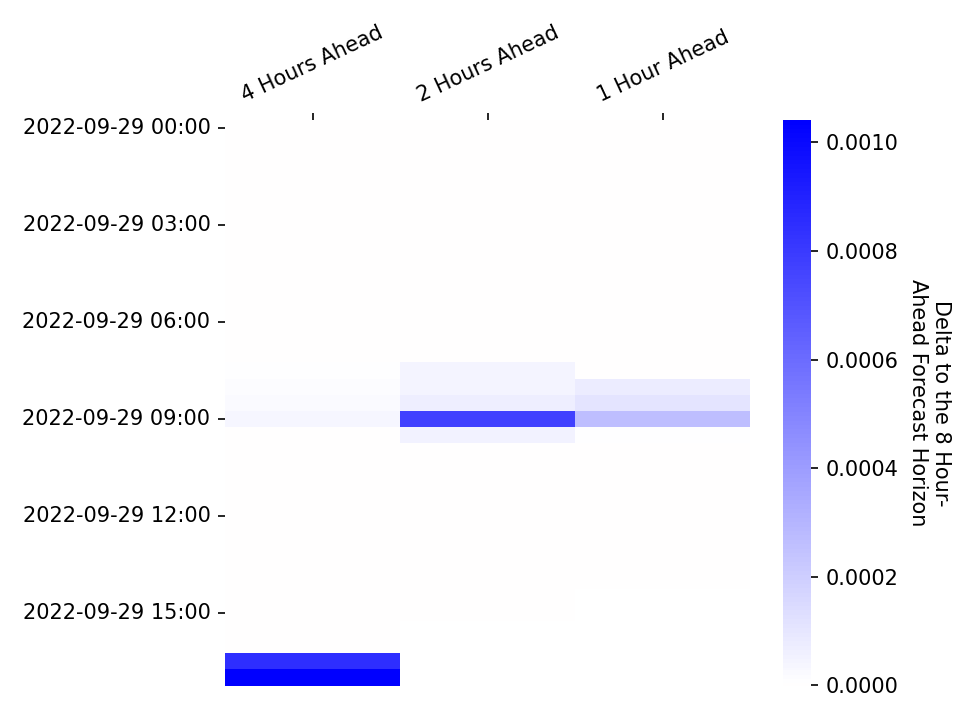 4 Hours Ahead
2 Hours Ahead
1 Hour Ahead
2022-09-29 00:00
2022-09-29 03:00
2022-09-29 06:00
2022-09-29 09:00
2022-09-29 12:00
2022-09-29 15:00
0.0010
0.0008
0.0006
0.0004
0.0002
0.0000
Delta to the 8 Hour-
Ahead Forecast Horizon